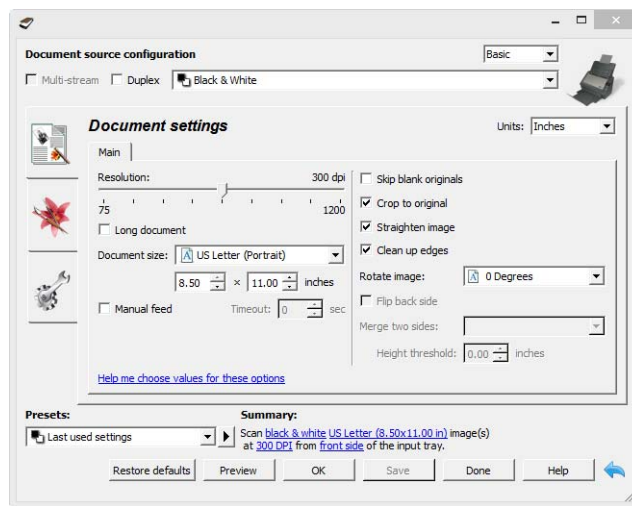 Document source configuration
Basic
Multi-stream Duplex Black & White
Document settings
Units: Inches
Main
Resolution: 300 dpi
75 1200
Long document
Document size: US Letter (Portrait)
8.50 × 11.00 inches
Manual feed Timeout: 0 sec
Skip blank originals
Crop to original
Straighten image
Clean up edges
Rotate image: 0 Degrees
Flip back side
Merge two sides:
Height threshold: 0.00 inches
Help me choose values for these options
Presets:
Last used settings
Summary:
Scan black & white US Letter (8.50x11.00 in) image(s)
at 300 DPI from front side of the input tray.
Restore defaults Preview OK Save Done Help